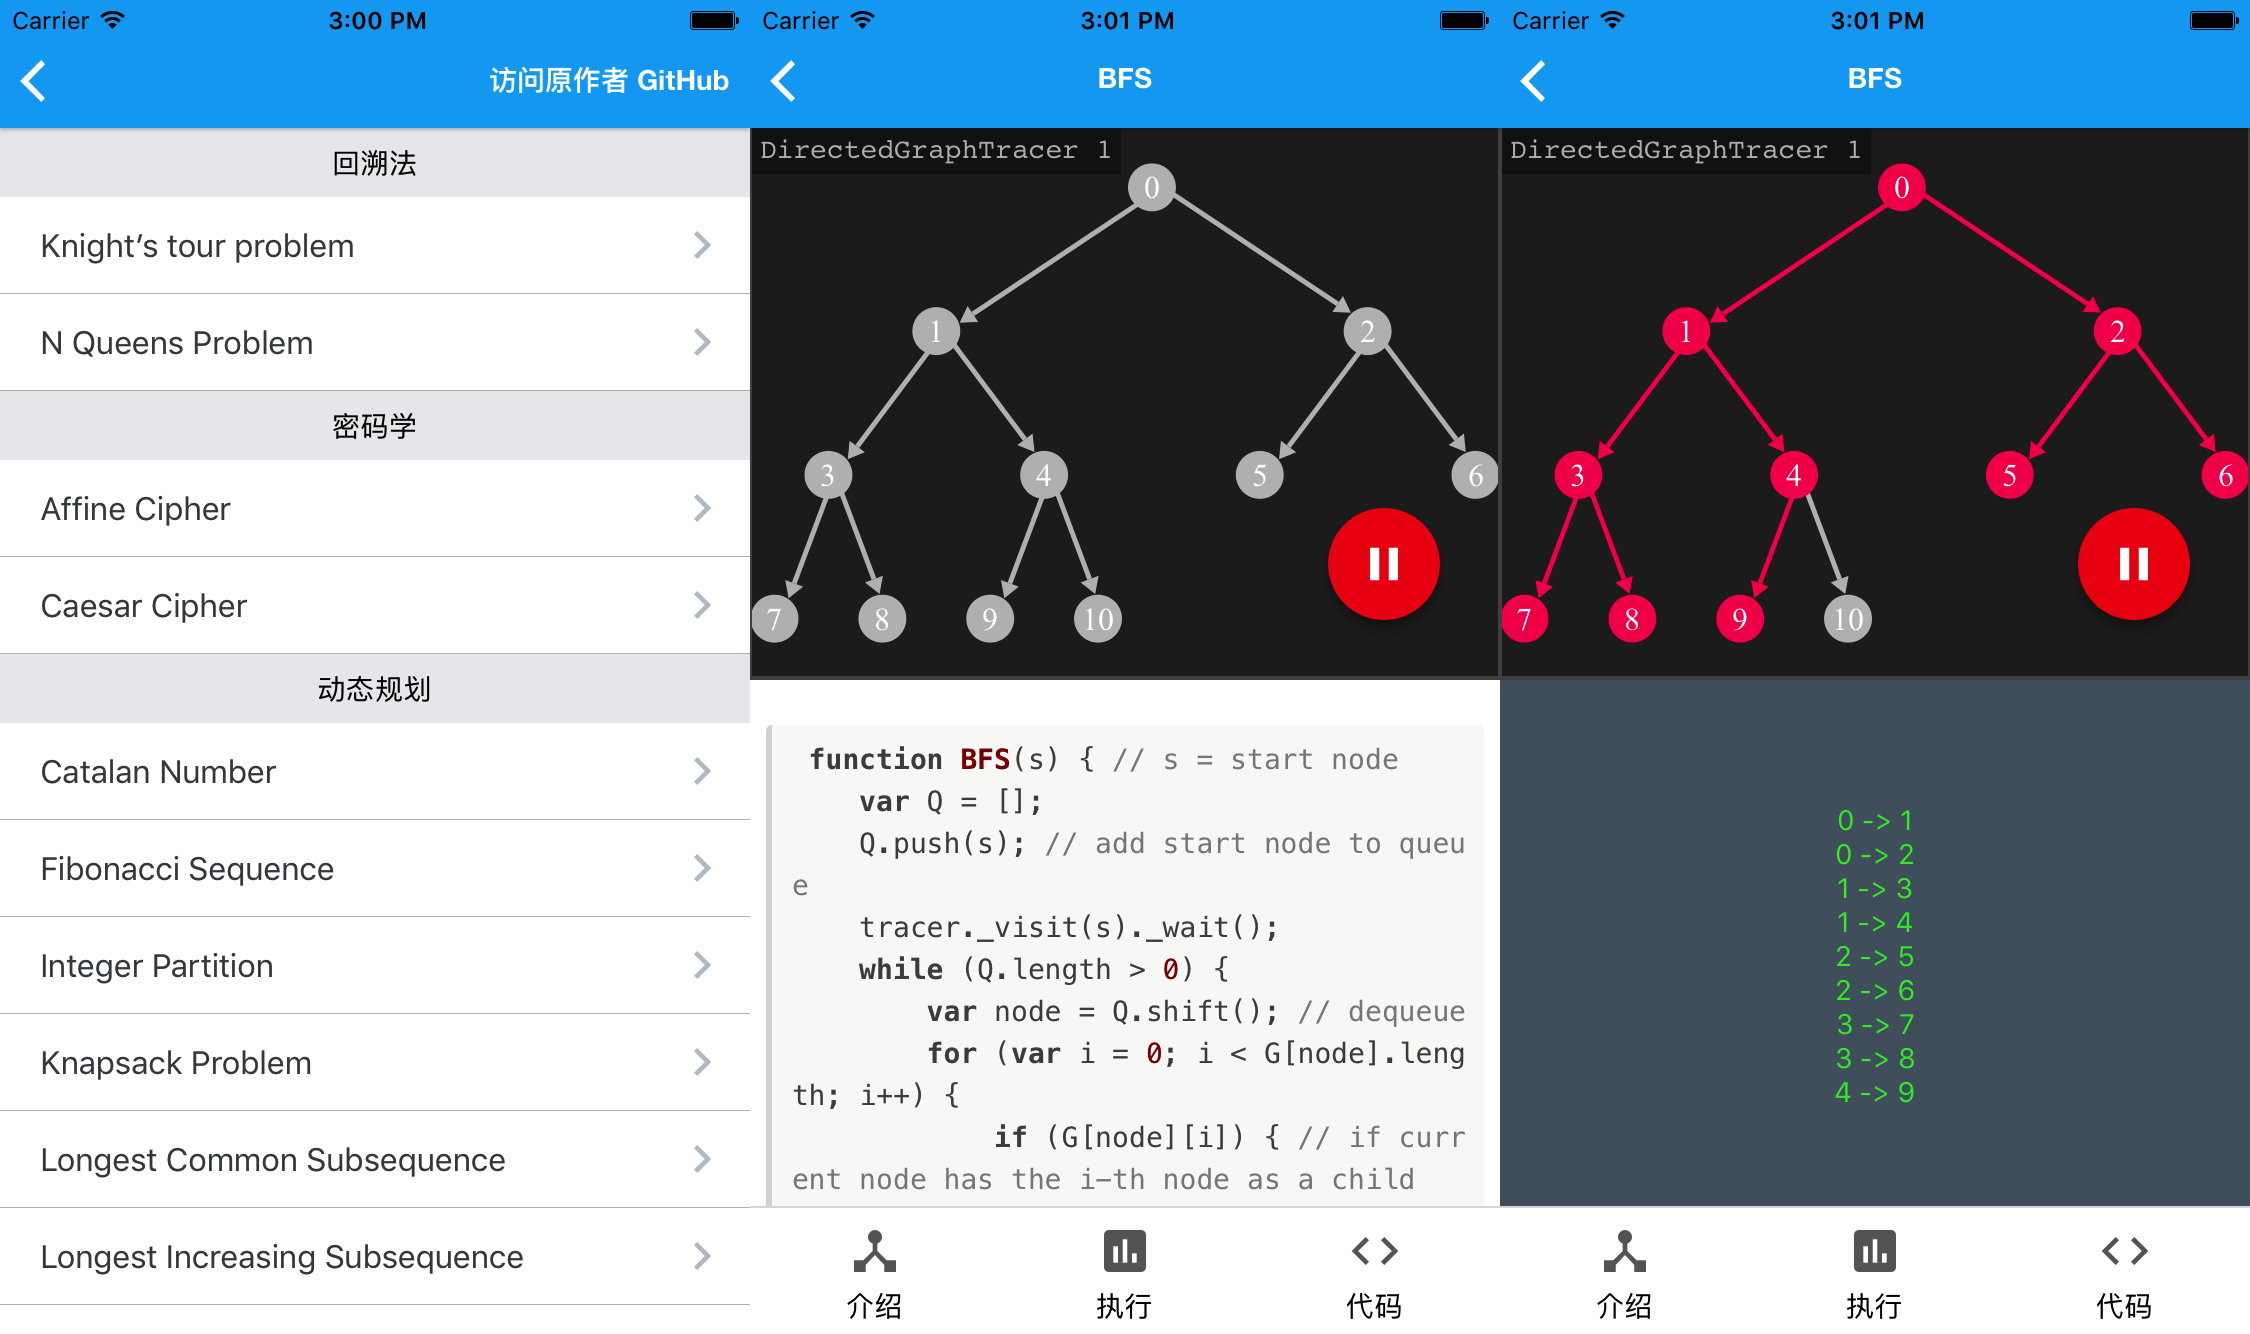 Carrier 3:00 PM
访问原作者 GitHub
回溯法
Knight’s tour problem
N Queens Problem
密码学
Affine Cipher
Caesar Cipher
动态规划
Catalan Number
Fibonacci Sequence
Integer Partition
Knapsack Problem
Longest Common Subsequence
Longest Increasing Subsequence
Carrier 3:01 PM
BFS
DirectedGraphTracer 1
0
1 2
3 4 5 6
7 8 9 10
function BFS(s) { // s = start node
var Q = [];
Q.push(s); // add start node to queu
e
tracer._visit(s)._wait();
while (Q.length > 0) {
var node = Q.shift(); // dequeue
for (var i = 0; i < G[node].leng
th; i++) {
if (G[node][i]) { // if curr
ent node has the i-th node as a child
介绍 执行 代码
Carrier 3:01 PM
BFS
DirectedGraphTracer 1
0
1 2
3 4 5 6
7 8 9 10
0 -> 1
0 -> 2
1 -> 3
1 -> 4
2 -> 5
2 -> 6
3 -> 7
3 -> 8
4 -> 9
介绍 执行 代码